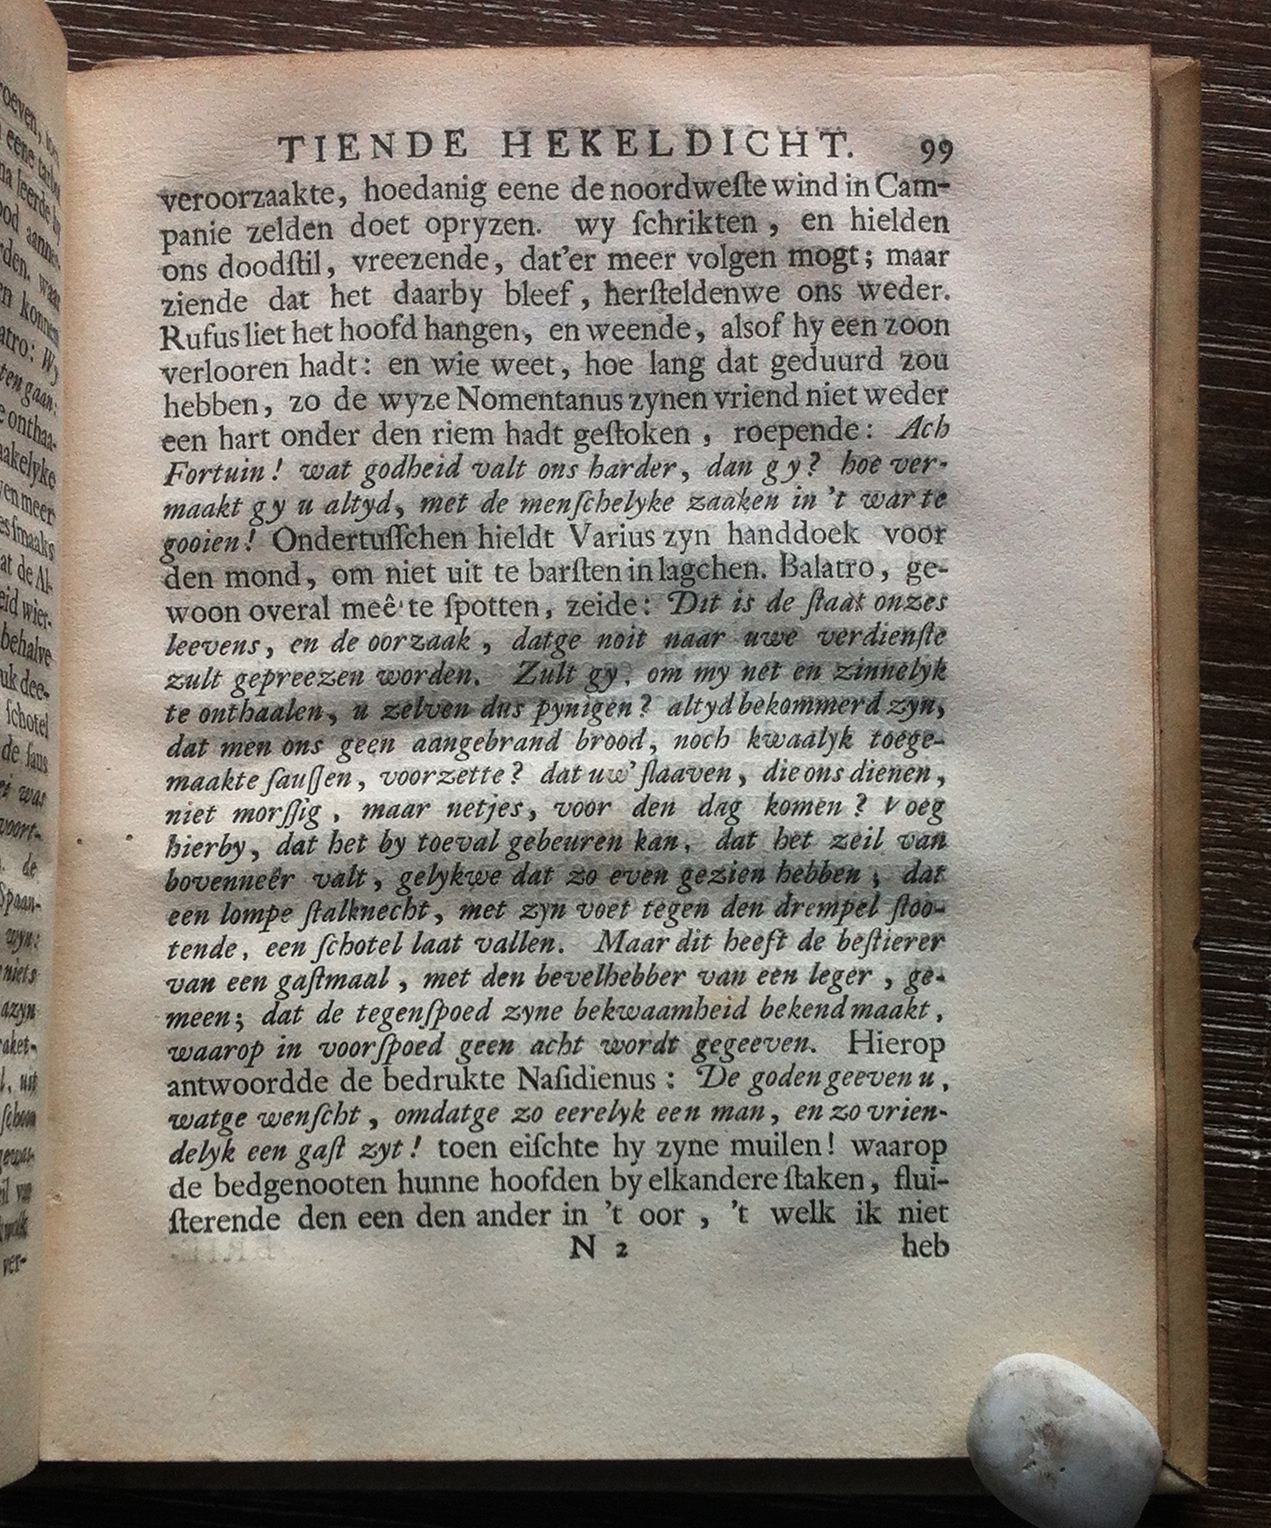 TIENDE HEKELDICHT. 99
veroorzaakte, hoedanig eene de noordweſte wind in Cam-
panie zelden doet opryzen. wy ſchrikten, en hielden
ons doodſtil, vreezende, dat'er meer volgen mogt; maar
ziende dat het daarby bleef, herſteldenwe ons weder.
Rufus liet het hoofd hangen, en weende, alsof hy een zoon
verlooren hadt: en wie weet, hoe lang dat geduurd zou
hebben, zo de wyze Nomentanus zynen vriend niet weder
een hart onder den riem hadt geſtoken, roepende: Ach
Fortuin! wat godheid valt ons harder, dan gy? hoe ver-
maakt gy u altyd, met de menſchelyke zaaken in 't war te
gooien! Ondertuſſchen hieldt Varius zyn handdoek voor
den mond, om niet uit te barſten in lagchen. Balatro, ge-
woon overal meê te ſpotten, zeide: Dit is de ſtaat onzes
leevens, en de oorzaak, datge noit naar uwe verdienſte
zult gepreezen worden. Zult gy, om my net en zinnelyk
te onthaalen, u zelven dus pynigen? altyd bekommerd zyn,
dat men ons geen aangebrand brood, noch kwaalyk toege-
maakte ſauſſen, voorzette? dat uw' ſlaaven, die ons dienen,
niet morſſig, maar netjes, voor den dag komen? Voeg
hierby, dat het by toeval gebeuren kan, dat het zeil van
bovenneêr valt, gelykwe dat zo even gezien hebben; dat
een lompe ſtalknecht, met zyn voet tegen den drempel ſtoo-
tende, een ſchotel laat vallen. Maar dit heeft de beſtierer
van een gaſtmaal, met den bevelhebber van een leger, ge-
meen; dat de tegenſpoed zyne bekwaamheid bekend maakt,
waarop in voorſpoed geen acht wordt gegeeven. Hierop
antwoordde de bedrukte Naſidienus: De goden geeven u,
watge wenſcht, omdatge zo eerelyk een man, en zo vrien-
delyk een gaſt zyt! toen eiſchte hy zyne muilen! waarop
de bedgenooten hunne hoofden by elkandere ſtaken, flui-
ſterende den een den ander in 't oor, 't welk ik niet
N 2 heb